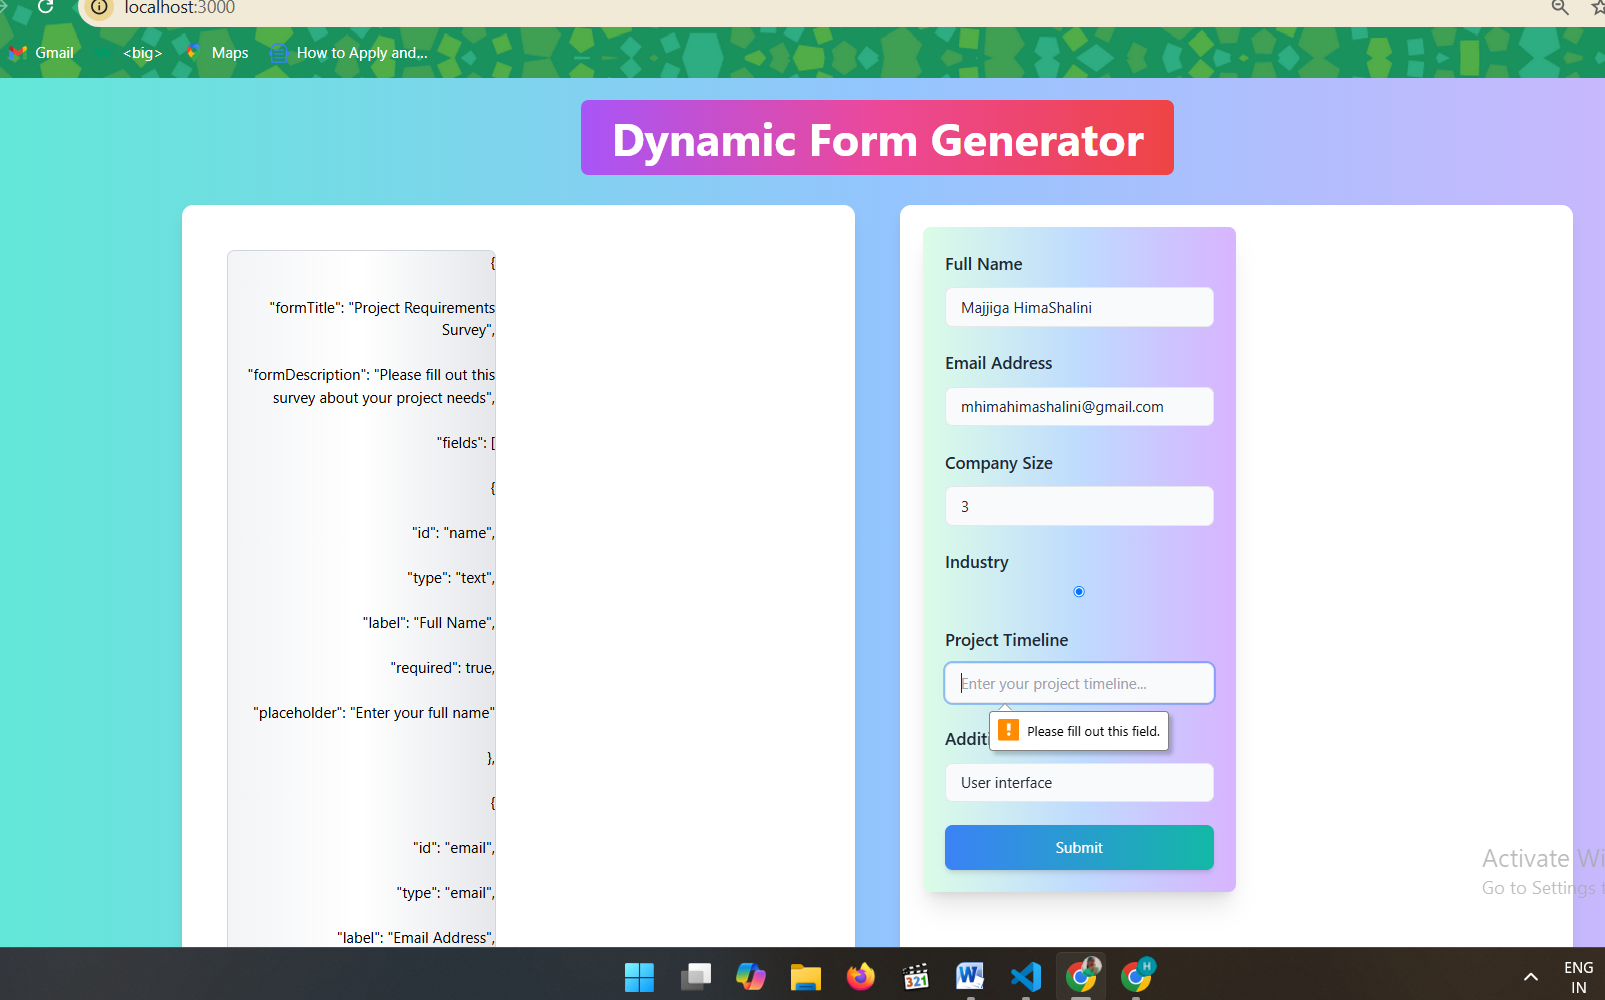 localhost:3000
Gmail
<big>
Maps
How to Apply and...
Dynamic Form Generator
{
"formTitle": "Project Requirements
Survey",
"formDescription": "Please fill out this
survey about your project needs",
"fields": [
{
"id": "name",
"type": "text",
"label": "Full Name",
"required": true,
"placeholder": "Enter your full name"
},
{
"id": "email",
"type": "email",
"label": "Email Address",
Full Name
Majjiga HimaShalini
Email Address
mhimahimashalini@gmail.com
Company Size
3
Industry
Project Timeline
Enter your project timeline...
Please fill out this field.
Additi
User interface
Submit
Activate Wi
Go to Settings t
321
W
H
ENG
IN